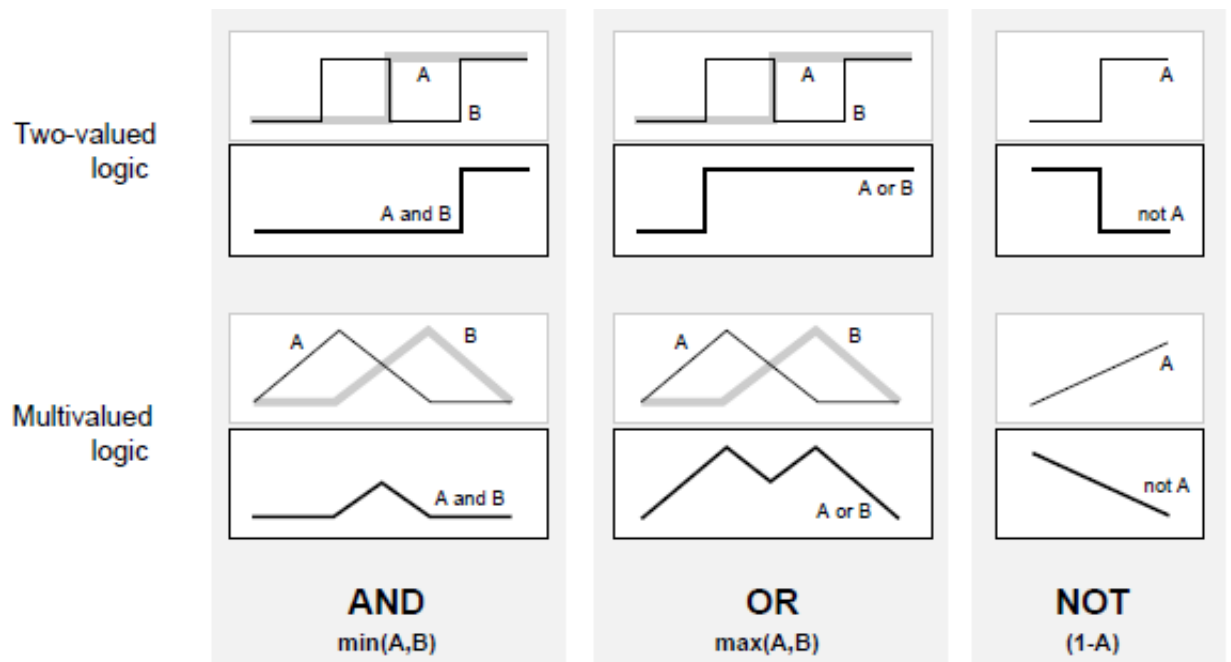 Two-valued
logic
A
B
A and B
A
B
A or B
A
not A
Multivalued
logic
A
B
A and B
A
B
A or B
A
not A
AND
min(A,B)
OR
max(A,B)
NOT
(1-A)